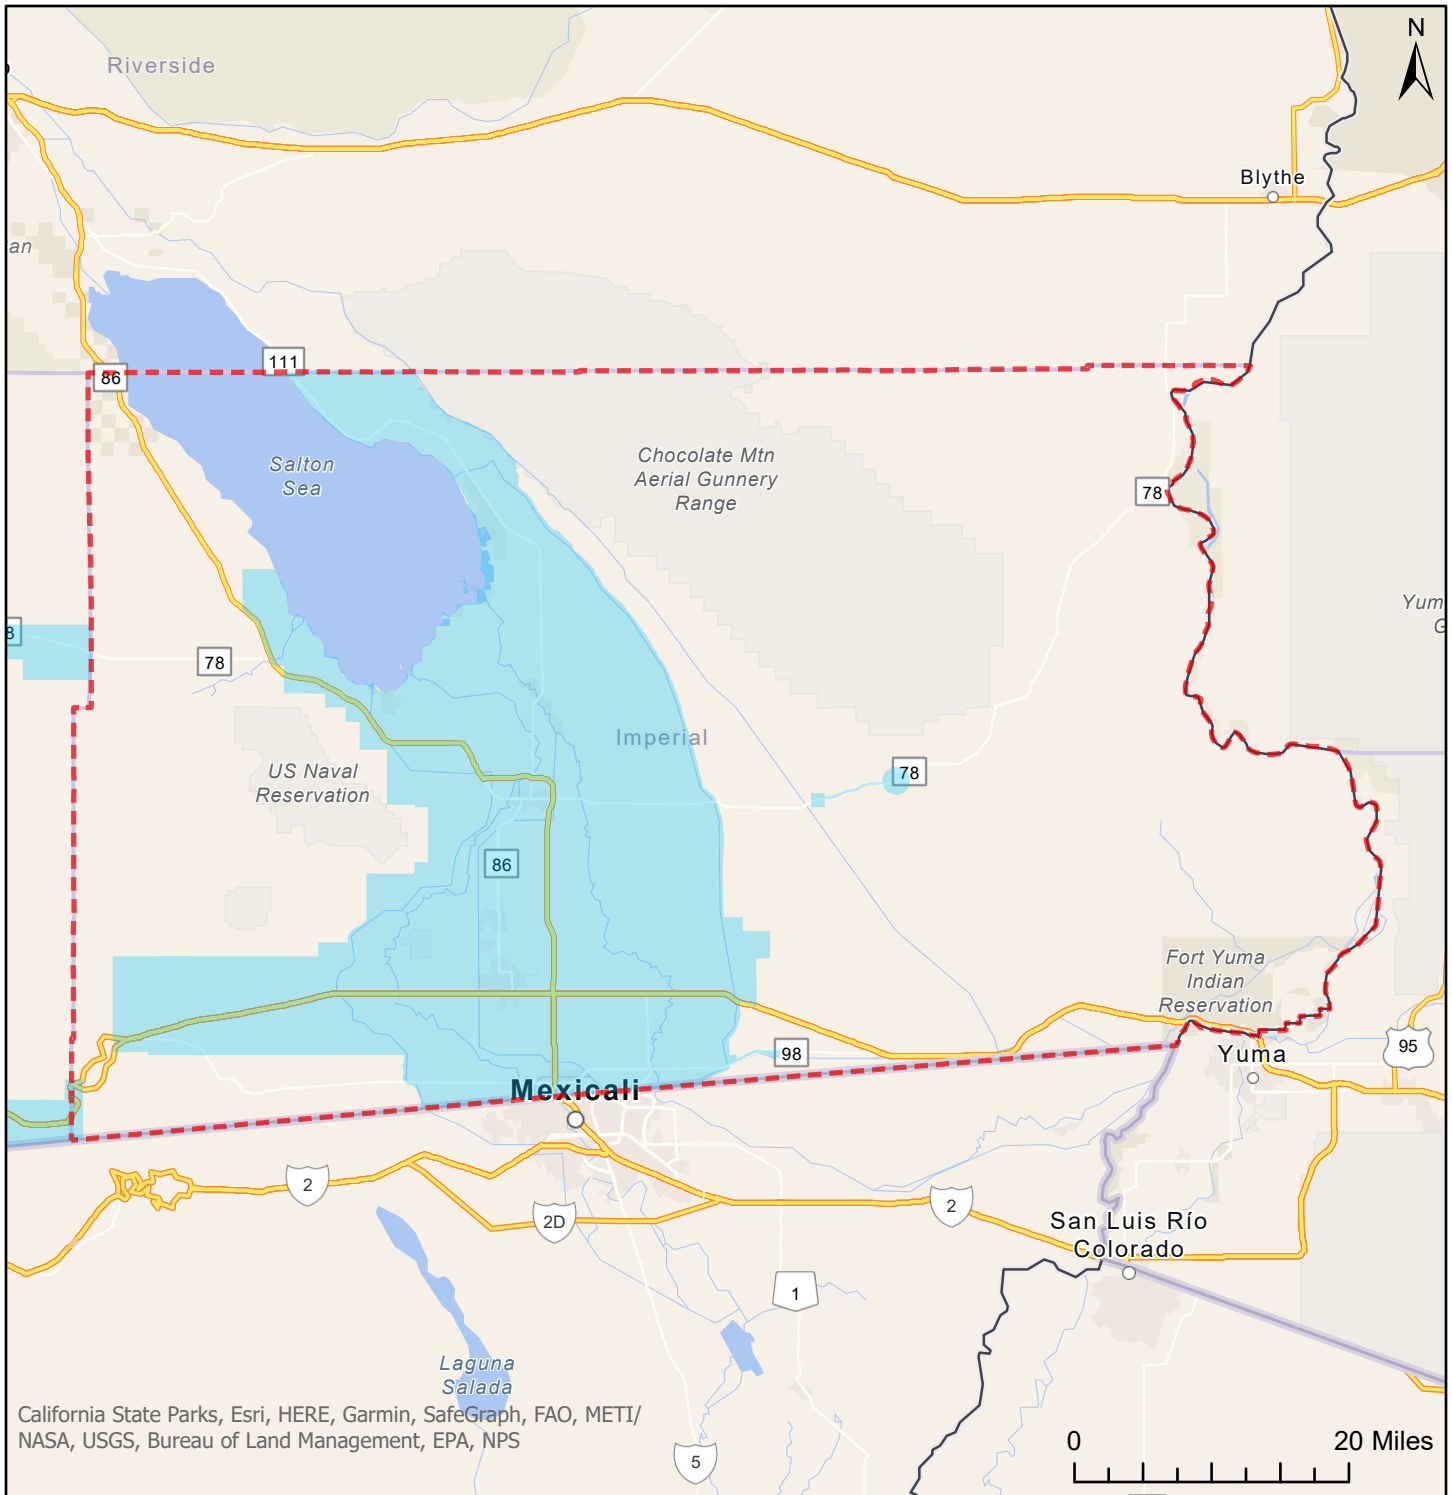 N
Riverside
Blythe
an
111
86
Salton
Sea
Chocolate Mtn
Aerial Gunnery
Range
78
Yum
G
8
78
Imperial
US Naval
Reservation
78
86
Fort Yuma
Indian
Reservation
98
Yuma
95
Mexicali
2
2D
2
San Luis Río
Colorado
1
Laguna
Salada
California State Parks, Esri, HERE, Garmin, SafeGraph, FAO, METI/
NASA, USGS, Bureau of Land Management, EPA, NPS
0 20 Miles
5